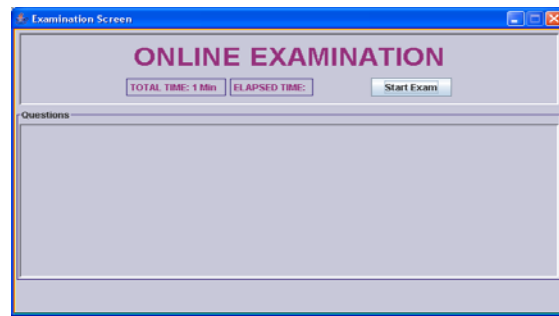 Examination Screen
ONLINE EXAMINATION
TOTAL TIME: 1 Min ELAPSED TIME: Start Exam
Questions